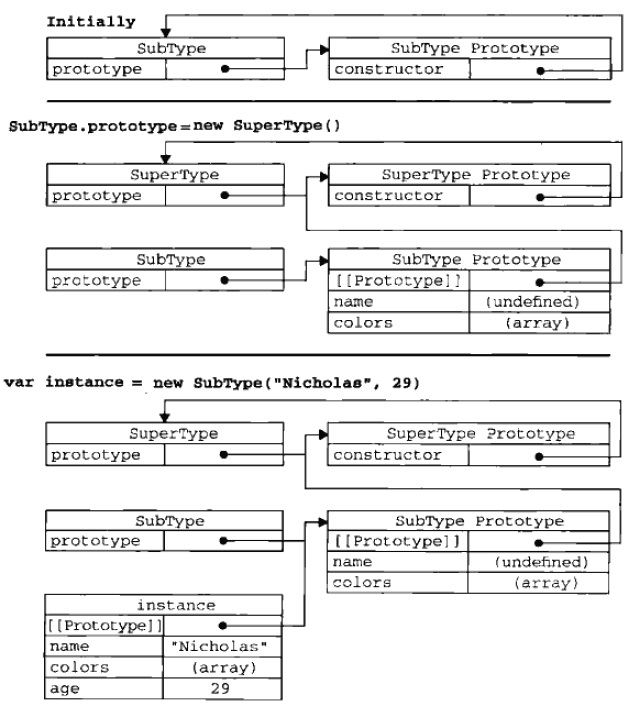 Initially
SubType
prototype
SubType Prototype
constructor
SubType.prototype=new SuperType()
SuperType
prototype
SuperType Prototype
constructor
SubType
prototype
SubType Prototype
[[Prototype]]
name (undefined)
colors (array)
var instance = new SubType("Nicholas", 29)
SuperType
prototype
SuperType Prototype
constructor
SubType
prototype
SubType Prototype
[[Prototype]]
name (undefined)
colors (array)
instance
[[Prototype]]
name "Nicholas"
colors (array)
age 29